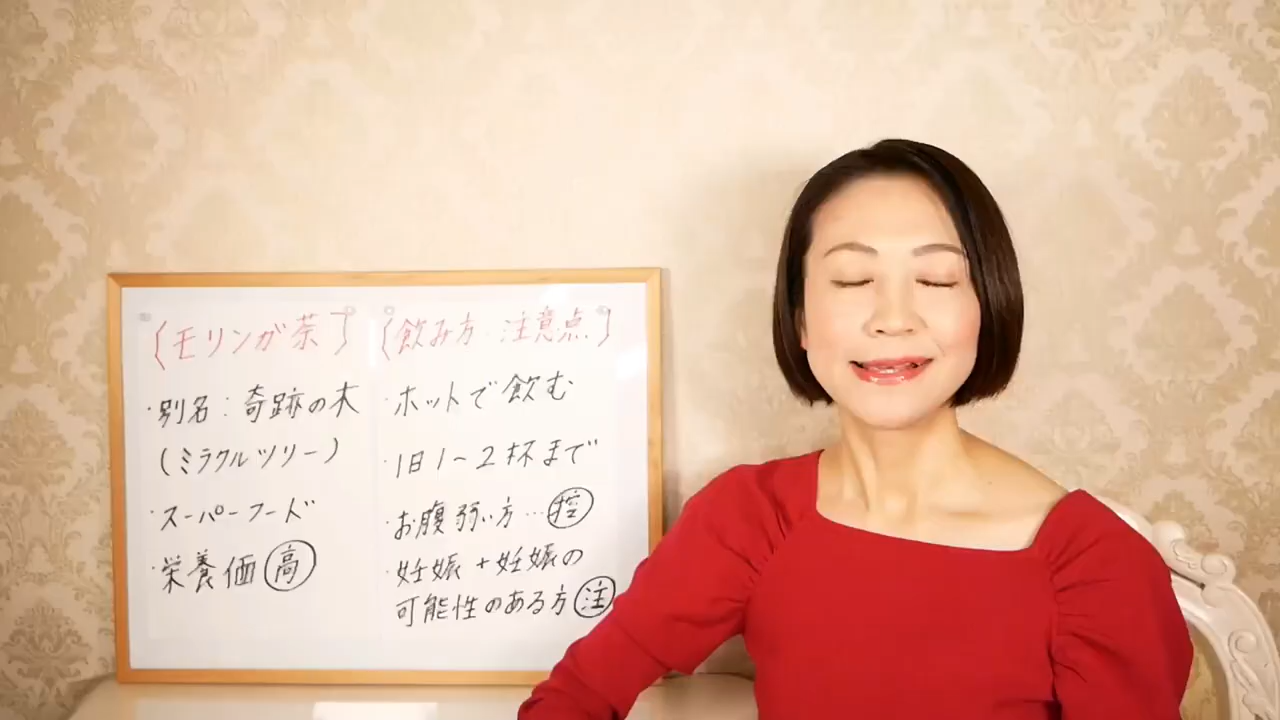 〔モリンガ茶〕
・別名：奇跡の木
（ミラクルツリー）
・スーパーフード
・栄養価 高
〔飲み方・注意点〕
・ホットで飲む
・1日1〜2杯まで
・お腹弱い方…控
・妊娠＋妊娠の
可能性のある方 注